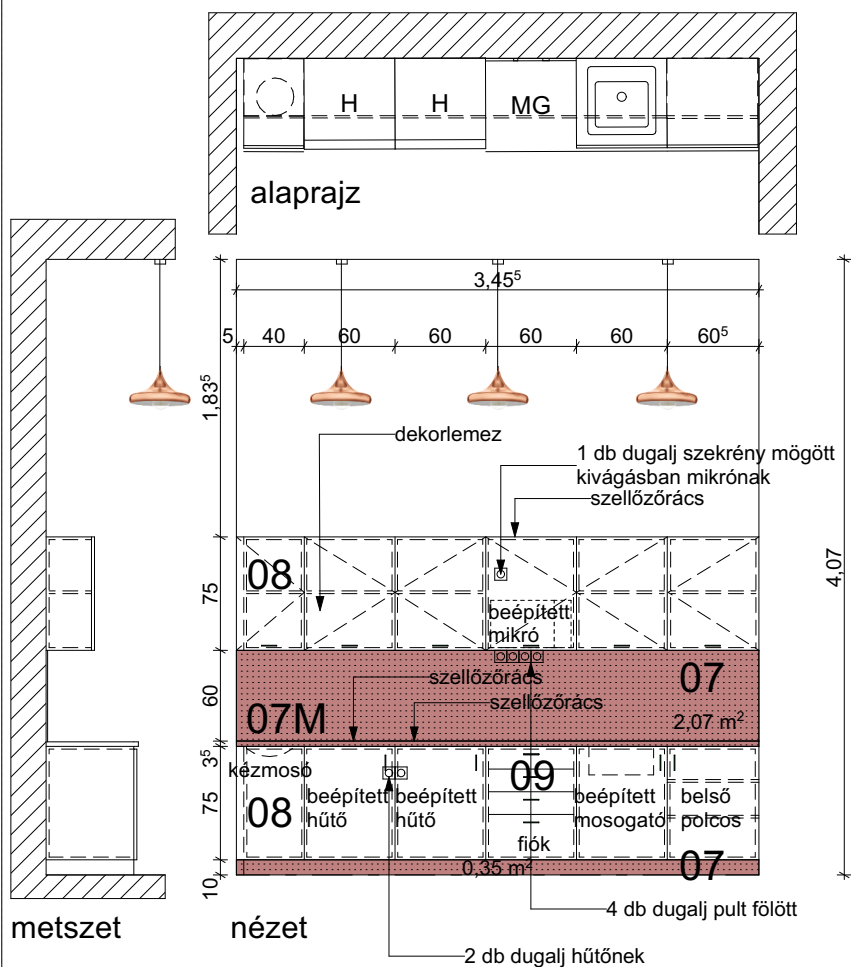 H
H
MG
alaprajz
3,45⁵
5
40
60
60
60
60
60⁵
1,83⁵
dekorlemez
1 db dugalj szekrény mögött
kivágásban mikrónak
szellőzőrács
4,07
08
75
beépített
mikró
szellőzőrács
07
60
szellőzőrács
07M
2,07 m²
3⁵
kézmosó
09
75
08
beépített
hűtő
beépített
hűtő
beépített
mosogató
belső
polcos
fiók
0,35 m²
07
10
4 db dugalj pult fölött
metszet
nézet
2 db dugalj hűtőnek